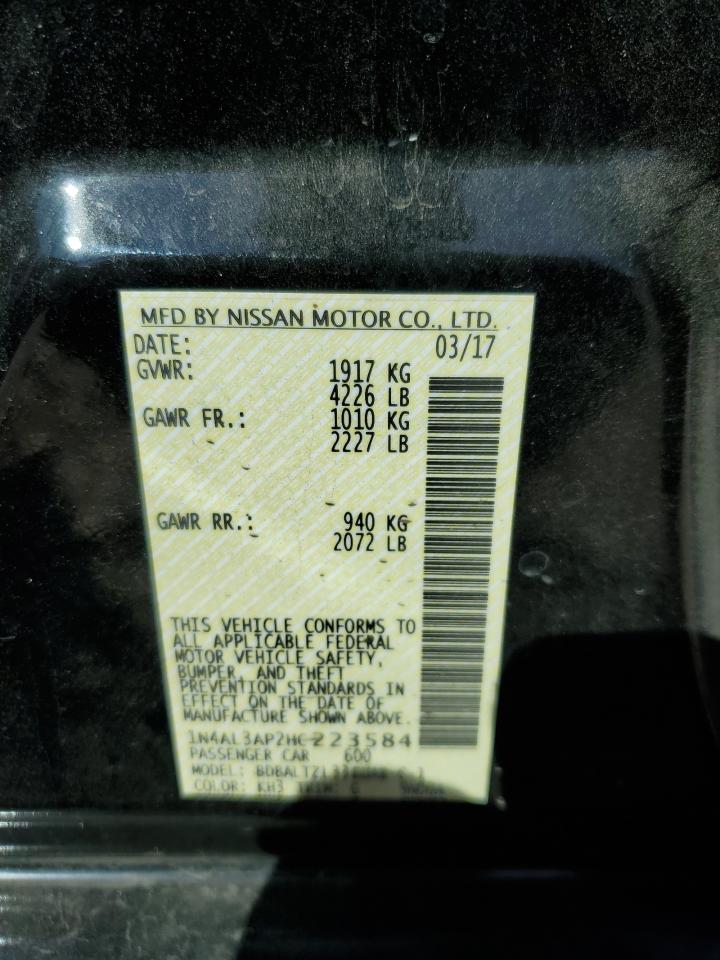 MFD BY NISSAN MOTOR CO., LTD.
DATE: 03/17
GVWR: 1917 KG
4226 LB
GAWR FR.: 1010 KG
2227 LB
GAWR RR.: 940 KG
2072 LB
THIS VEHICLE CONFORMS TO
ALL APPLICABLE FEDERAL
MOTOR VEHICLE SAFETY,
BUMPER, AND THEFT
PREVENTION STANDARDS IN
EFFECT ON THE DATE OF
MANUFACTURE SHOWN ABOVE.
1N4AL3AP2HC223584
PASSENGER CAR 600
MODEL:
COLOR: KH3 TRIM: G